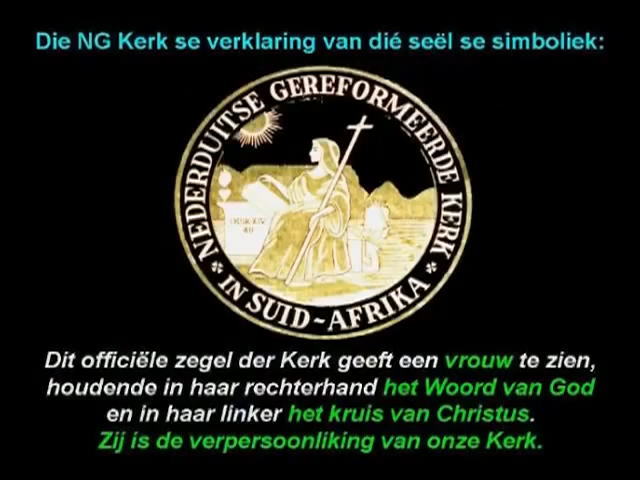 Die NG Kerk se verklaring van dié seël se simboliek:
NEDERDUITSE GEREFORMEERDE KERK
IN SUID-AFRIKA
Dit officiële zegel der Kerk geeft een vrouw te zien,
houdende in haar rechterhand het Woord van God
en in haar linker het kruis van Christus.
Zij is de verpersoonliking van onze Kerk.